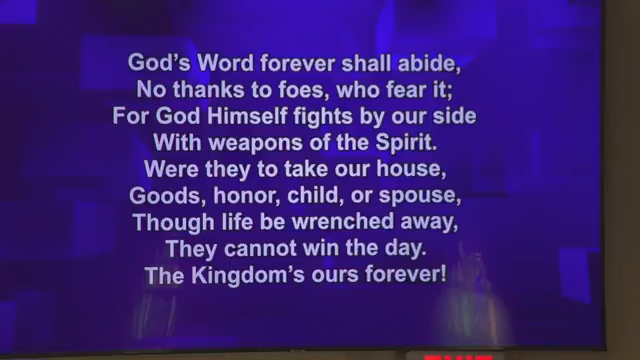 God's Word forever shall abide,
No thanks to foes, who fear it;
For God Himself fights by our side
With weapons of the Spirit.
Were they to take our house,
Goods, honor, child, or spouse,
Though life be wrenched away,
They cannot win the day.
The Kingdom's ours forever!
EXIT